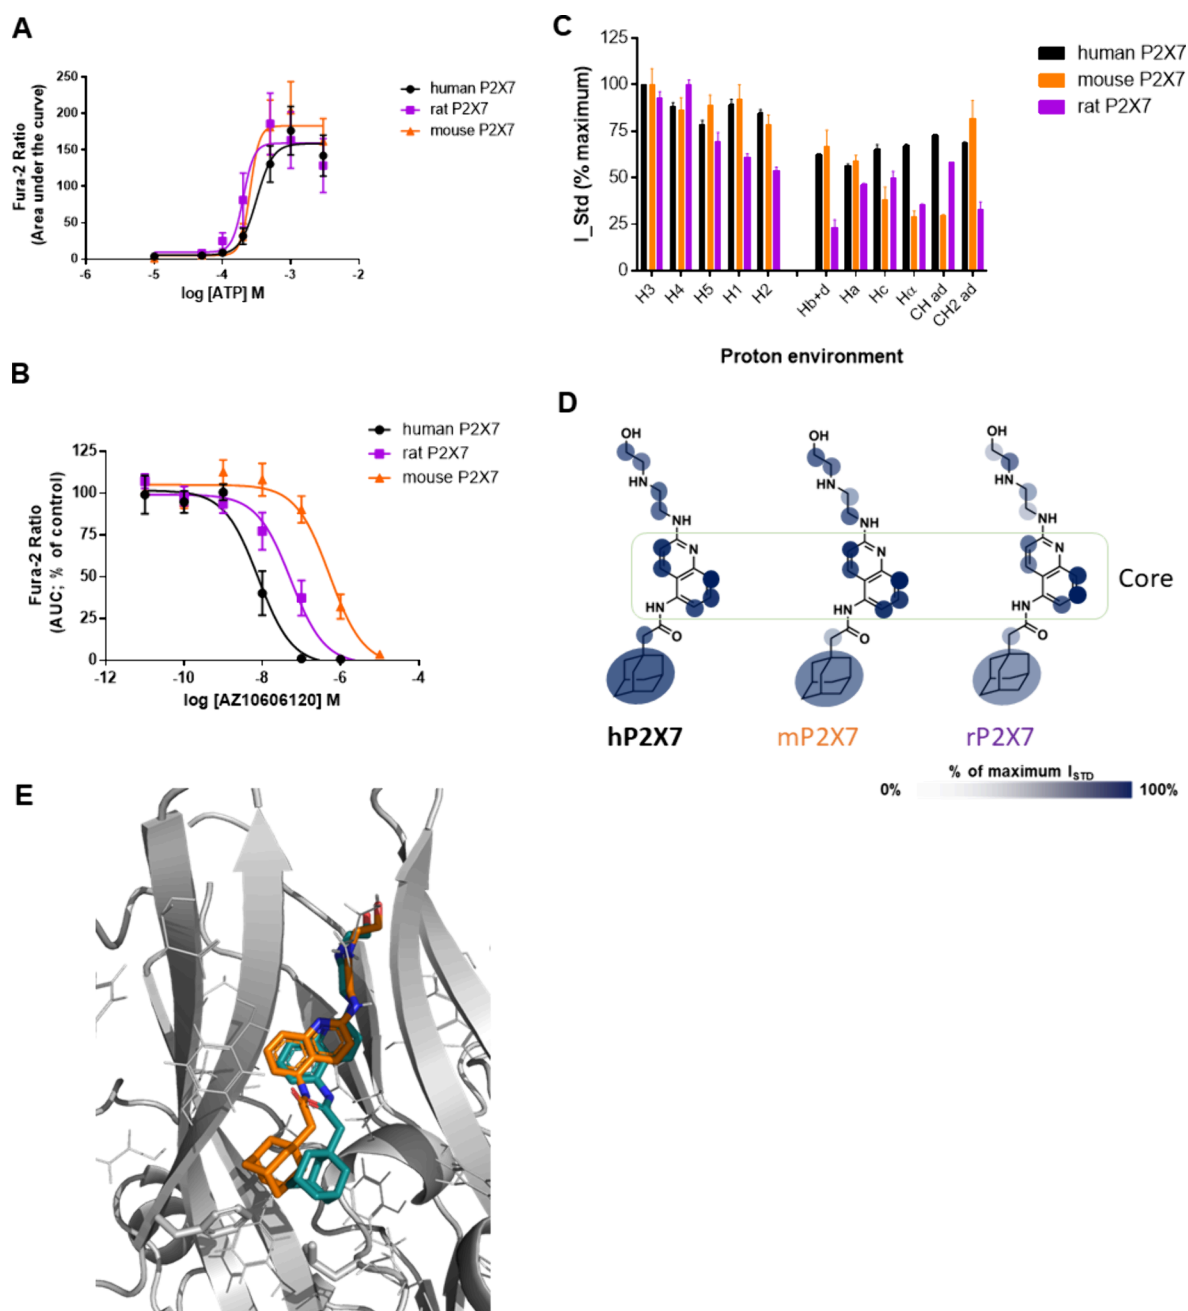 A
250
200
150
100
50
0
-6
-5
-4
-3
-2
Fura-2 Ratio
(Area under the curve)
log [ATP] M
human P2X7
rat P2X7
mouse P2X7
B
125
100
75
50
25
0
-12
-10
-8
-6
-4
Fura-2 Ratio
(AUC; % of control)
log [AZ10606120] M
human P2X7
rat P2X7
mouse P2X7
C
125
100
75
50
25
0
I_Std (% maximum)
H3
H4
H5
H1
H2
Hb+d
Ha
Hc
Hα
CH ad
CH2 ad
Proton environment
human P2X7
mouse P2X7
rat P2X7
D
OH
HN
NH
N
HN
O
OH
HN
NH
N
HN
O
OH
HN
NH
N
HN
O
Core
hP2X7
mP2X7
rP2X7
% of maximum I_STD
0%
100%
E